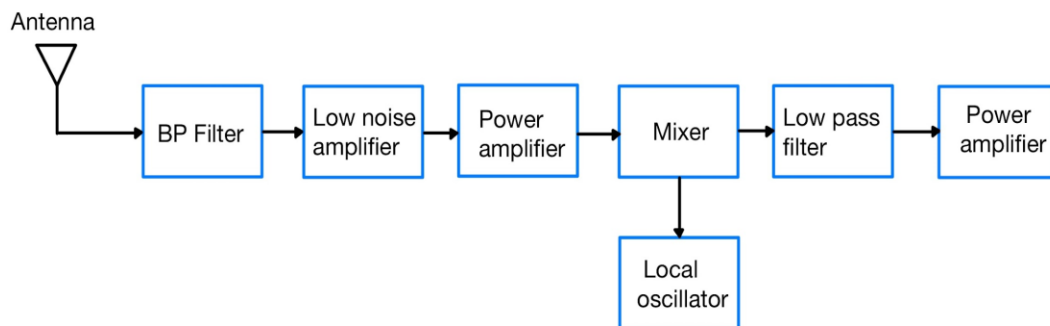 Antenna
BP Filter
Low noise
amplifier
Power
amplifier
Mixer
Low pass
filter
Power
amplifier
Local
oscillator